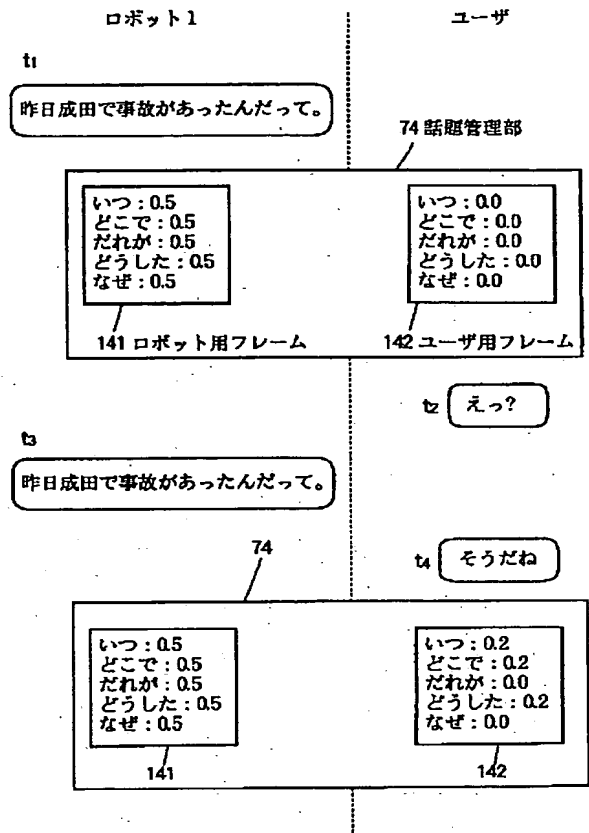 ロボット1
ユーザ
t1
昨日成田で事故があったんだって。
74 話題管理部
いつ：0.5
どこで：0.5
だれが：0.5
どうした：0.5
なぜ：0.5
141 ロボット用フレーム
いつ：0.0
どこで：0.0
だれが：0.0
どうした：0.0
なぜ：0.0
142 ユーザ用フレーム
t2
えっ?
t3
昨日成田で事故があったんだって。
t4
そうだね
74
いつ：0.5
どこで：0.5
だれが：0.5
どうした：0.5
なぜ：0.5
141
いつ：0.2
どこで：0.2
だれが：0.0
どうした：0.2
なぜ：0.0
142